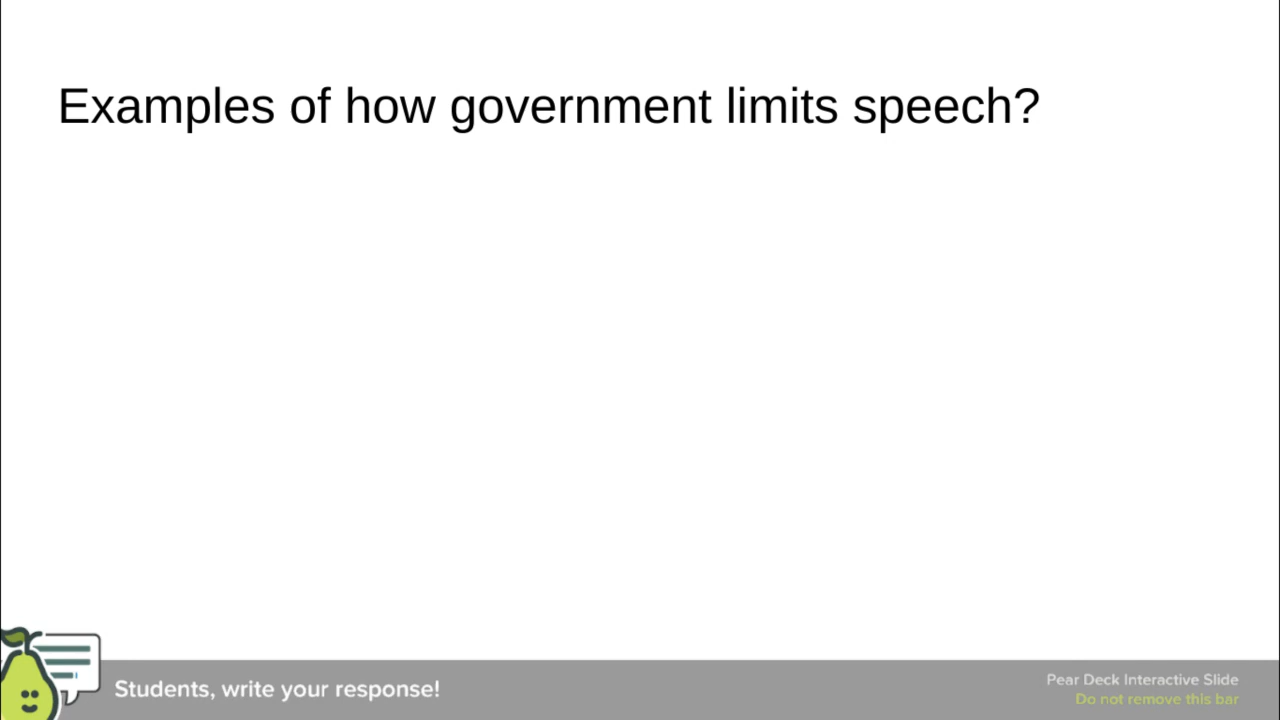 Examples of how government limits speech?
Students, write your response!
Pear Deck Interactive Slide
Do not remove this bar